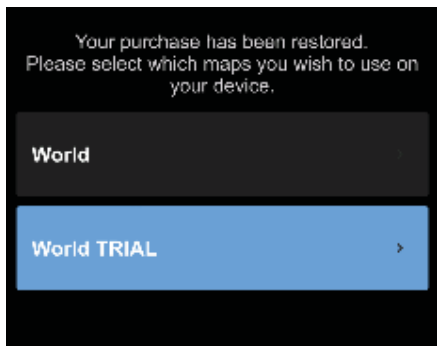 Your purchase has been restored.
Please select which maps you wish to use on
your device.
World
World TRIAL